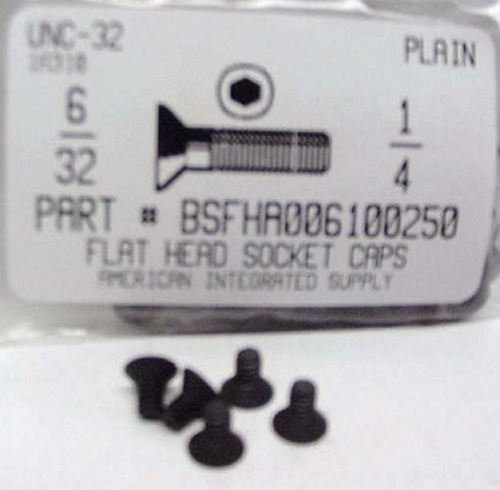 UNC-32
PLAIN
6
32
1
4
PART # BSFHA006100250
FLAT HEAD SOCKET CAPS
AMERICAN INTEGRATED SUPPLY